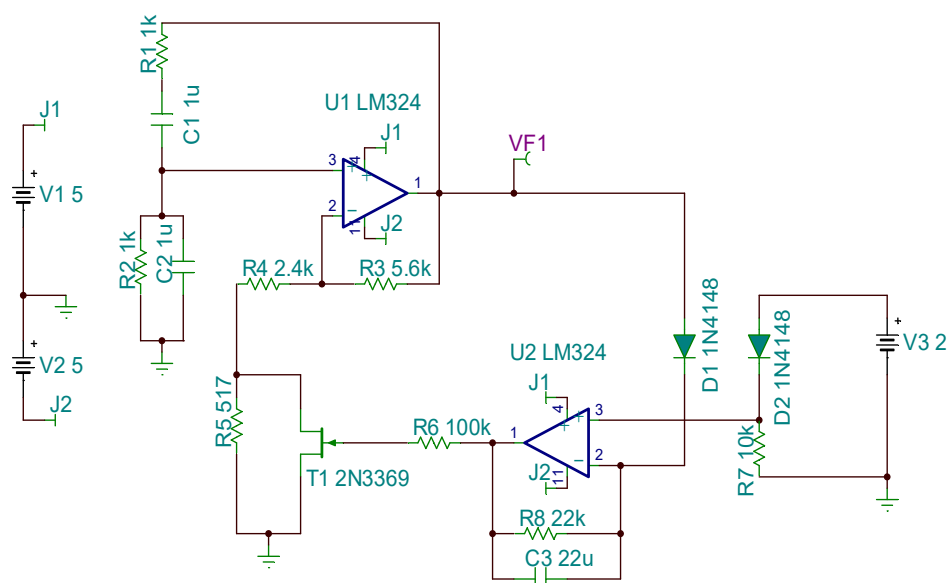 R1 1k
C1 1u
U1 LM324
J1
J1
VF1
3
4
+
+
1
2
−
11
J2
V1 5
+
R2 1k
C2 1u
R4 2.4k
R3 5.6k
D1 1N4148
D2 1N4148
+
V3 2
+
V2 5
J2
U2 LM324
J1
4
3
+
+
1
−
2
11
J2
R5 517
R6 100k
R7 10k
T1 2N3369
R8 22k
C3 22u